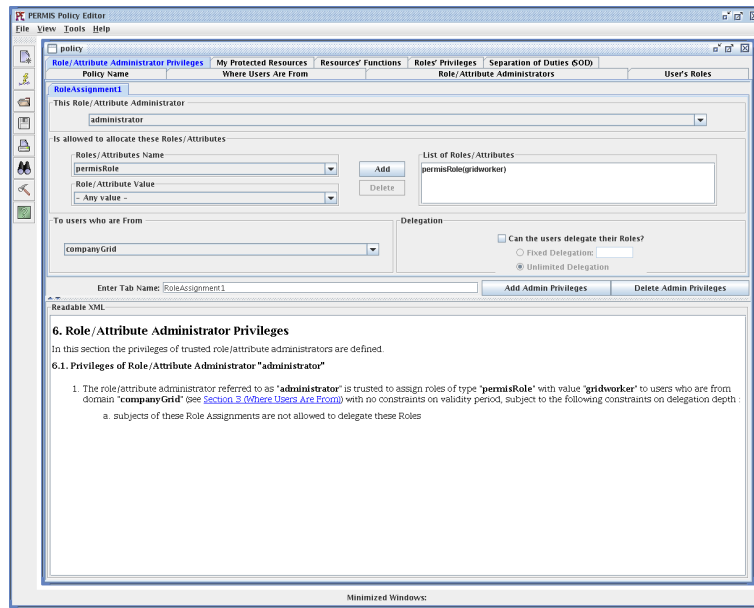 PERMIS Policy Editor
File View Tools Help
policy
Role/Attribute Administrator Privileges My Protected Resources Resources' Functions Roles' Privileges Separation of Duties (SOD)
Policy Name Where Users Are From Role/Attribute Administrators User's Roles
RoleAssignment1
This Role/Attribute Administrator
administrator
Is allowed to allocate these Roles/Attributes
Roles/Attributes Name
permisRole
Add
List of Roles/Attributes
permisRole(gridworker)
Role/Attribute Value
- Any value -
Delete
To users who are From
companyGrid
Delegation
Can the users delegate their Roles?
Fixed Delegation:
Unlimited Delegation
Enter Tab Name: RoleAssignment1 Add Admin Privileges Delete Admin Privileges
Readable XML
6. Role/Attribute Administrator Privileges
In this section the privileges of trusted role/attribute administrators are defined.
6.1. Privileges of Role/Attribute Administrator "administrator"
1. The role/attribute administrator referred to as "administrator" is trusted to assign roles of type "permisRole" with value "gridworker" to users who are from
domain "companyGrid" (see Section 3 (Where Users Are From)) with no constraints on validity period, subject to the following constraints on delegation depth :
a. subjects of these Role Assignments are not allowed to delegate these Roles
Minimized Windows: